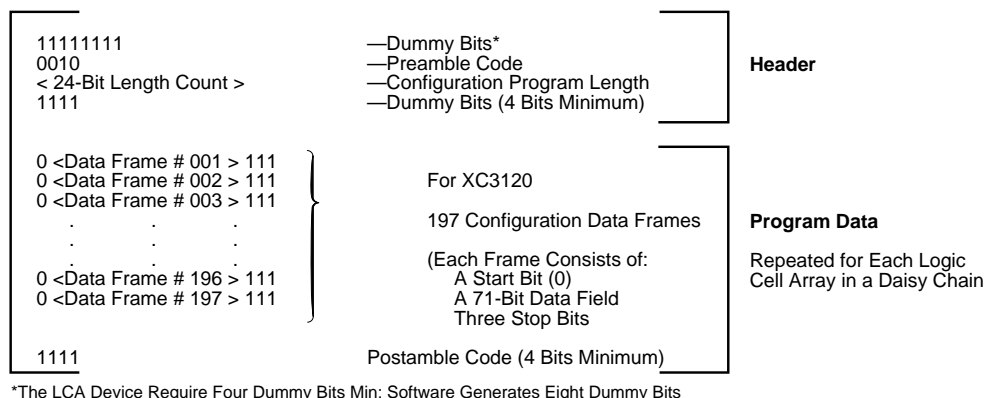 11111111 —Dummy Bits*
0010 —Preamble Code
< 24-Bit Length Count > —Configuration Program Length
1111 —Dummy Bits (4 Bits Minimum)
Header
0 <Data Frame # 001 > 111
0 <Data Frame # 002 > 111
0 <Data Frame # 003 > 111
. . .
. . .
. . .
0 <Data Frame # 196 > 111
0 <Data Frame # 197 > 111
For XC3120
197 Configuration Data Frames
(Each Frame Consists of:
A Start Bit (0)
A 71-Bit Data Field
Three Stop Bits
Program Data
Repeated for Each Logic
Cell Array in a Daisy Chain
1111 Postamble Code (4 Bits Minimum)
*The LCA Device Require Four Dummy Bits Min; Software Generates Eight Dummy Bits